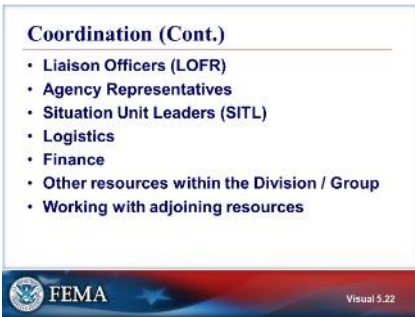 Coordination (Cont.)
• Liaison Officers (LOFR)
• Agency Representatives
• Situation Unit Leaders (SITL)
• Logistics
• Finance
• Other resources within the Division / Group
• Working with adjoining resources
FEMA
Visual 5.22